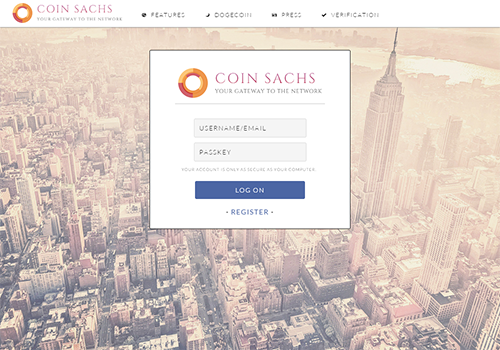 COIN SACHS
YOUR GATEWAY TO THE NETWORK
FEATURES
DOGECOIN
PRESS
VERIFICATION
COIN SACHS
YOUR GATEWAY TO THE NETWORK
USERNAME/EMAIL
PASSKEY
YOUR ACCOUNT IS ONLY AS SECURE AS YOUR COMPUTER
LOG ON
• REGISTER •